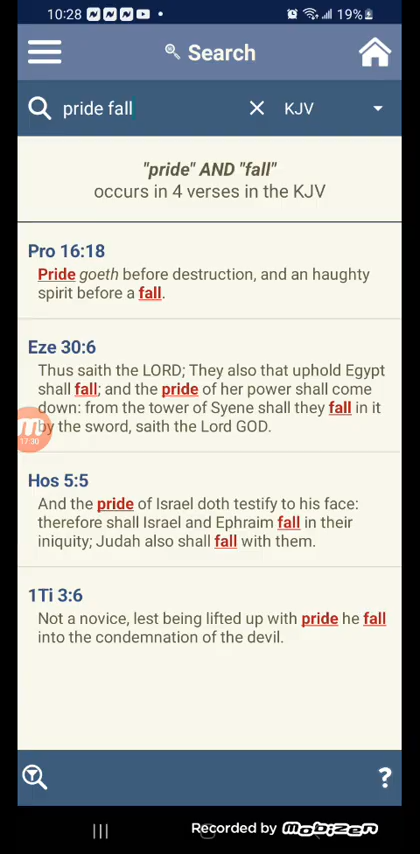 10:28 19%
Search
pride fall KJV
"pride" AND "fall"
occurs in 4 verses in the KJV
Pro 16:18
Pride goeth before destruction, and an haughty
spirit before a fall.
Eze 30:6
Thus saith the LORD; They also that uphold Egypt
shall fall; and the pride of her power shall come
down: from the tower of Syene shall they fall in it
by the sword, saith the Lord GOD.
17:30
Hos 5:5
And the pride of Israel doth testify to his face:
therefore shall Israel and Ephraim fall in their
iniquity; Judah also shall fall with them.
1Ti 3:6
Not a novice, lest being lifted up with pride he fall
into the condemnation of the devil.
?
Recorded by mobizen